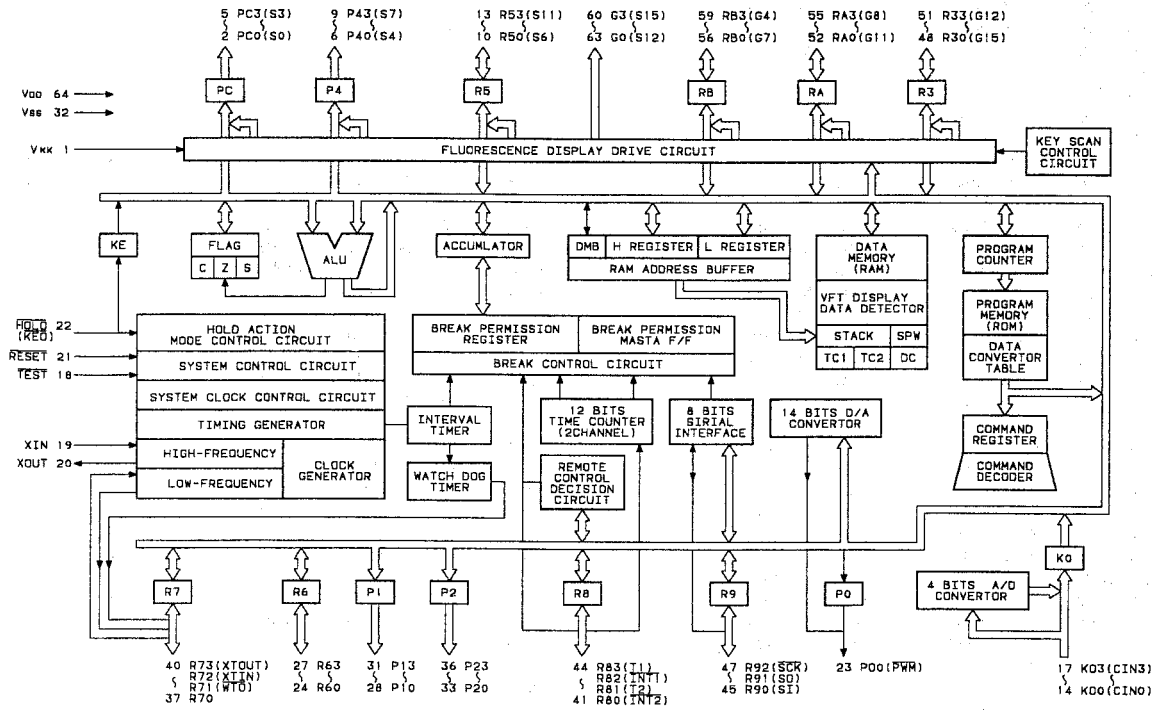 5 PC3(S3)
2 PC0(S0)
9 P43(S7)
6 P40(S4)
13 R53(S11)
10 R50(S6)
60 G3(S15)
63 G0(S12)
59 RB3(G4)
56 RB0(G7)
55 RA3(G8)
52 RA0(G11)
51 R33(G12)
48 R30(G15)
VDD 64
VSS 32
VKK 1
PC
P4
R5
RB
RA
R3
FLUORESCENCE DISPLAY DRIVE CIRCUIT
KEY SCAN
CONTROL
CIRCUIT
KE
FLAG
C Z S
ALU
ACCUMLATOR
DMB H REGISTER L REGISTER
RAM ADDRESS BUFFER
DATA
MEMORY
(RAM)
VFT DISPLAY
DATA DETECTOR
STACK SPW
TC1 TC2 DC
PROGRAM
COUNTER
PROGRAM
MEMORY
(ROM)
DATA
CONVERTOR
TABLE
COMMAND
REGISTER
COMMAND
DECODER
HOLD 22
(KEO)
RESET 21
TEST 18
XIN 19
XOUT 20
HOLD ACTION
MODE CONTROL CIRCUIT
SYSTEM CONTROL CIRCUIT
SYSTEM CLOCK CONTROL CIRCUIT
TIMING GENERATOR
HIGH-FREQUENCY
LOW-FREQUENCY
CLOCK
GENERATOR
BREAK PERMISSION
REGISTER
BREAK PERMISSION
MASTA F/F
BREAK CONTROL CIRCUIT
INTERVAL
TIMER
WATCH DOG
TIMER
12 BITS
TIME COUNTER
(2CHANNEL)
REMOTE
CONTROL
DECISION
CIRCUIT
8 BITS
SIRIAL
INTERFACE
14 BITS D/A
CONVERTOR
R7
R6
P1
P2
R8
R9
P0
K0
4 BITS A/D
CONVERTOR
40 R73(XTOUT)
R72(XTIN)
R71(WTO)
37 R70
27 R63
24 R60
31 P13
28 P10
36 P23
33 P20
44 R83(T1)
R82(INT1)
R81(T2)
41 R80(INT2)
47 R92(SCK)
R91(SO)
45 R90(SI)
23 P00(PWM)
17 K03(CIN3)
14 K00(CIN0)